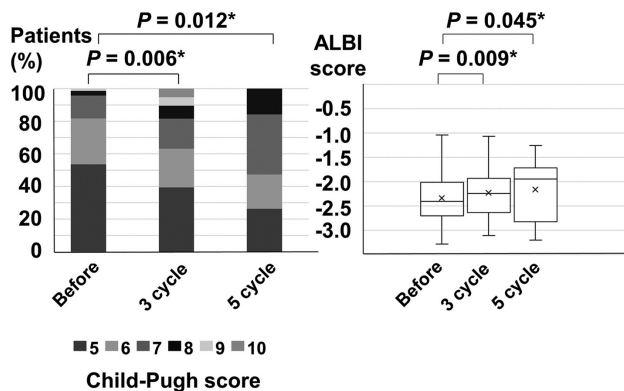 Patients
(%)
P = 0.012*
P = 0.006*
100
80
60
40
20
0
Before
3 cycle
5 cycle
5 6 7 8 9 10
Child-Pugh score
ALBI
score
P = 0.045*
P = 0.009*
-0.5
-1.0
-1.5
-2.0
-2.5
-3.0
Before
3 cycle
5 cycle